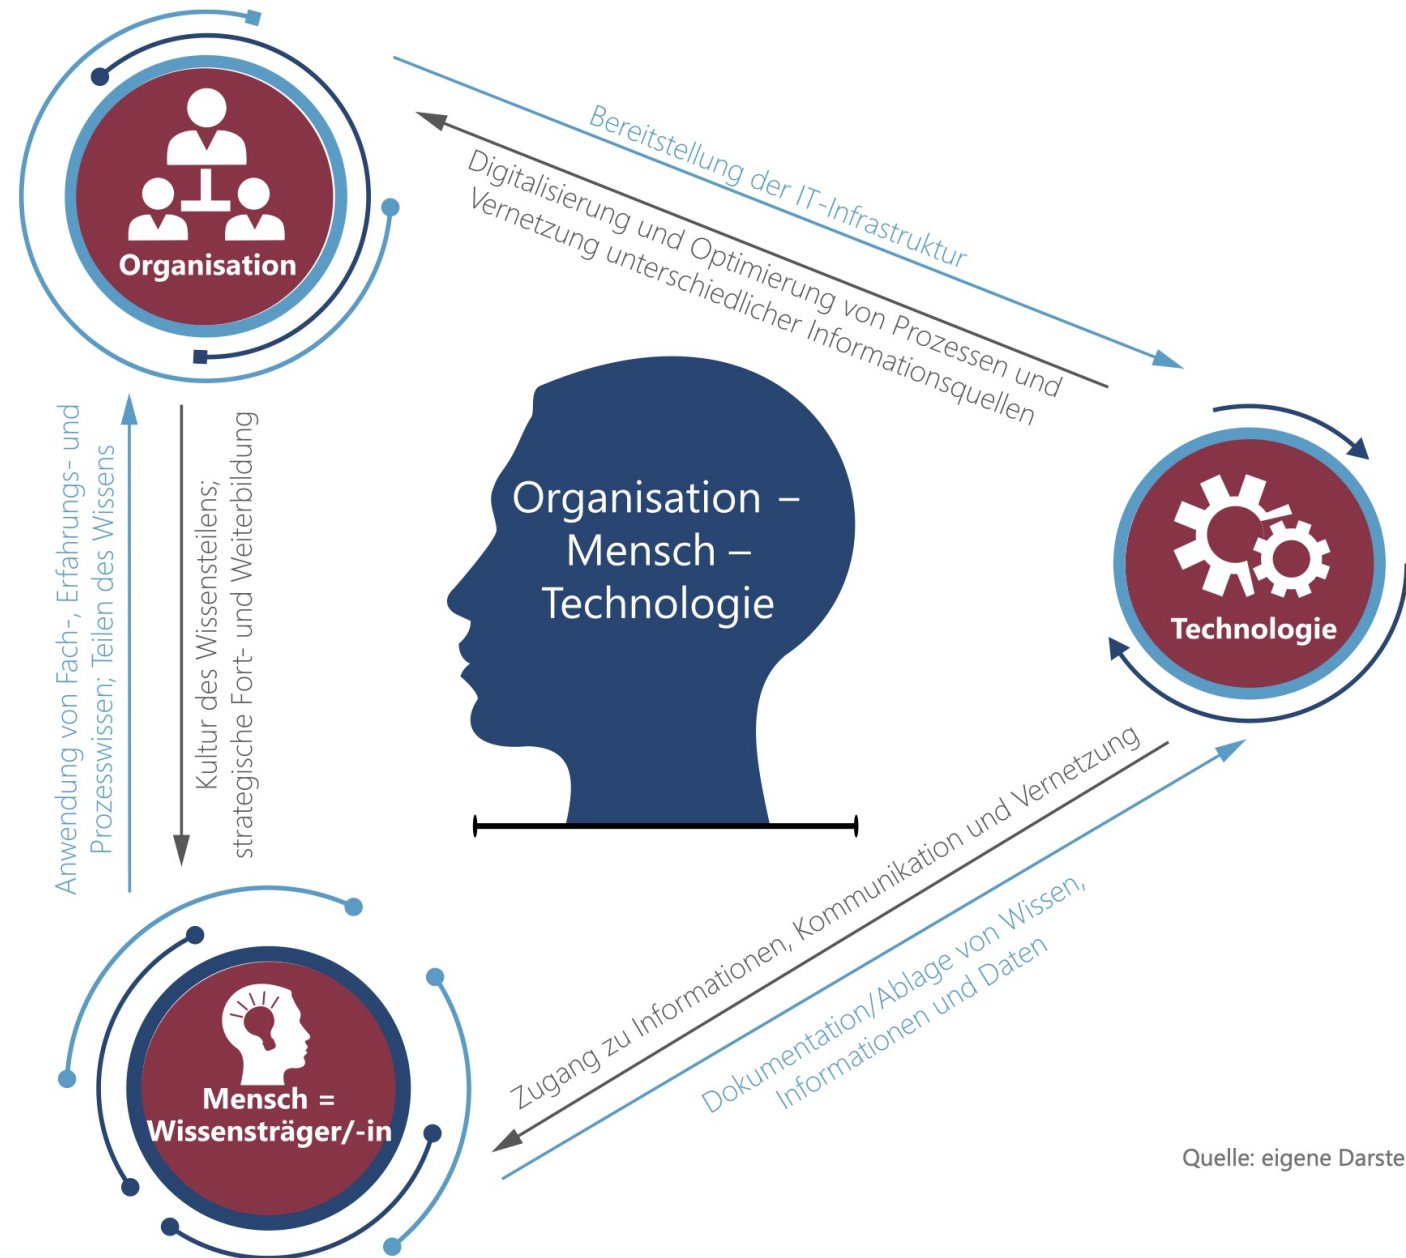 Organisation
Bereitstellung der IT-Infrastruktur
Digitalisierung und Optimierung von Prozessen und
Vernetzung unterschiedlicher Informationsquellen
Anwendung von Fach-, Erfahrungs- und
Prozesswissen; Teilen des Wissens
Kultur des Wissensteilens;
strategische Fort- und Weiterbildung
Organisation –
Mensch –
Technologie
Technologie
Zugang zu Informationen, Kommunikation und Vernetzung
Dokumentation/Ablage von Wissen,
Informationen und Daten
Mensch =
Wissensträger/-in
Quelle: eigene Darste